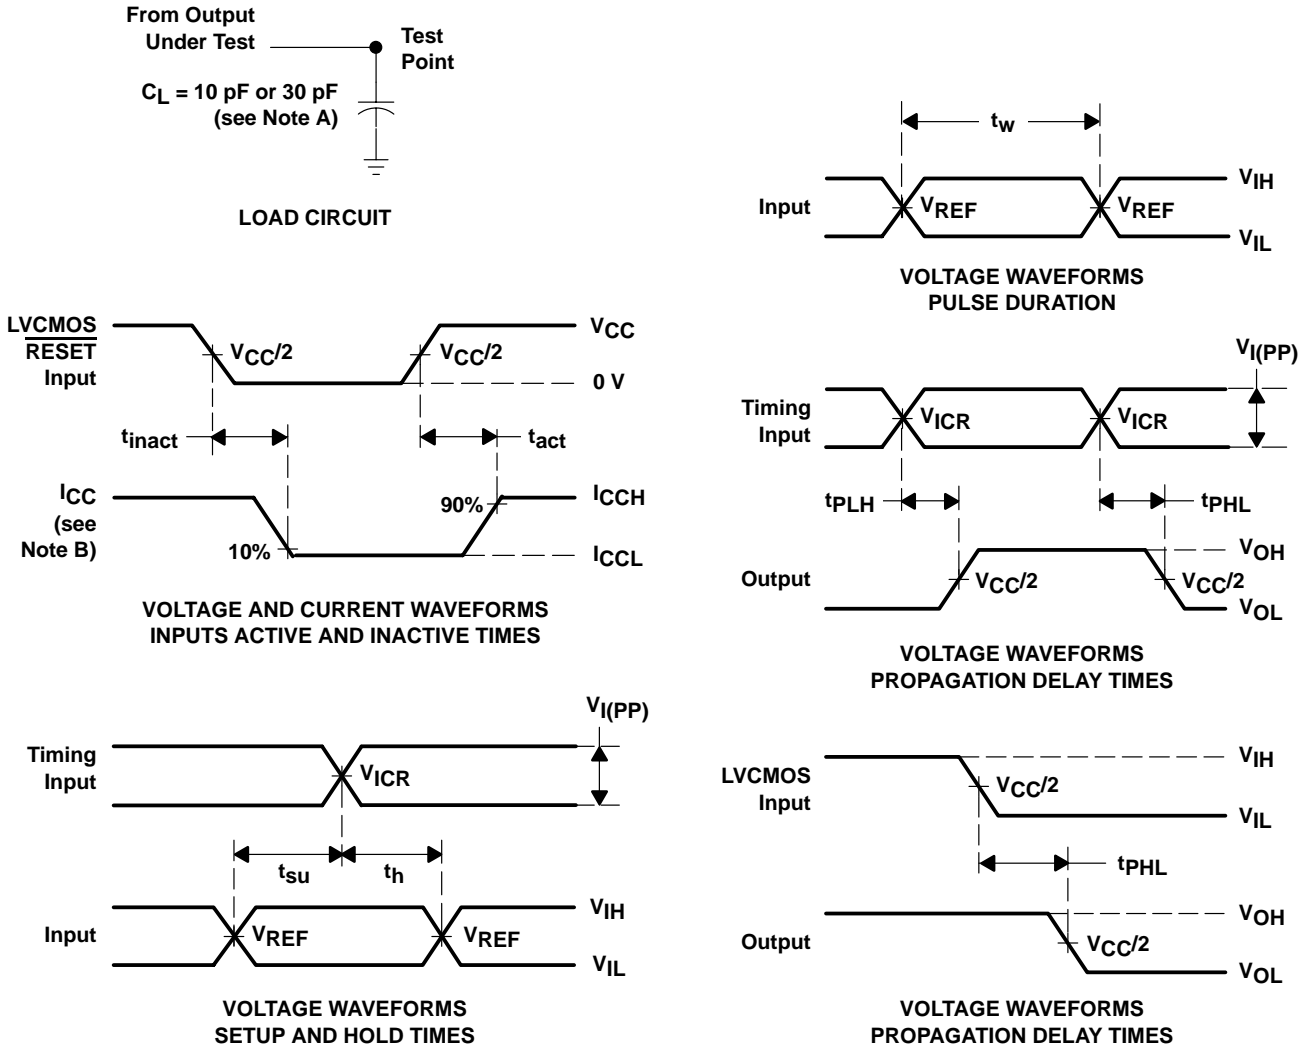 From Output
Under Test
Test
Point
CL = 10 pF or 30 pF
(see Note A)
LOAD CIRCUIT
tw
Input
VREF
VREF
VIH
VIL
VOLTAGE WAVEFORMS
PULSE DURATION
LVCMOS
RESET
Input
VCC/2
VCC/2
VCC
0 V
tinact
tact
ICC
(see
Note B)
10%
90%
ICCH
ICCL
VOLTAGE AND CURRENT WAVEFORMS
INPUTS ACTIVE AND INACTIVE TIMES
VI(PP)
Timing
Input
VICR
VICR
tPLH
tPHL
Output
VCC/2
VCC/2
VOH
VOL
VOLTAGE WAVEFORMS
PROPAGATION DELAY TIMES
VI(PP)
Timing
Input
VICR
tsu
th
Input
VREF
VREF
VIH
VIL
VOLTAGE WAVEFORMS
SETUP AND HOLD TIMES
LVCMOS
Input
VCC/2
VIH
VIL
tPHL
Output
VCC/2
VOH
VOL
VOLTAGE WAVEFORMS
PROPAGATION DELAY TIMES